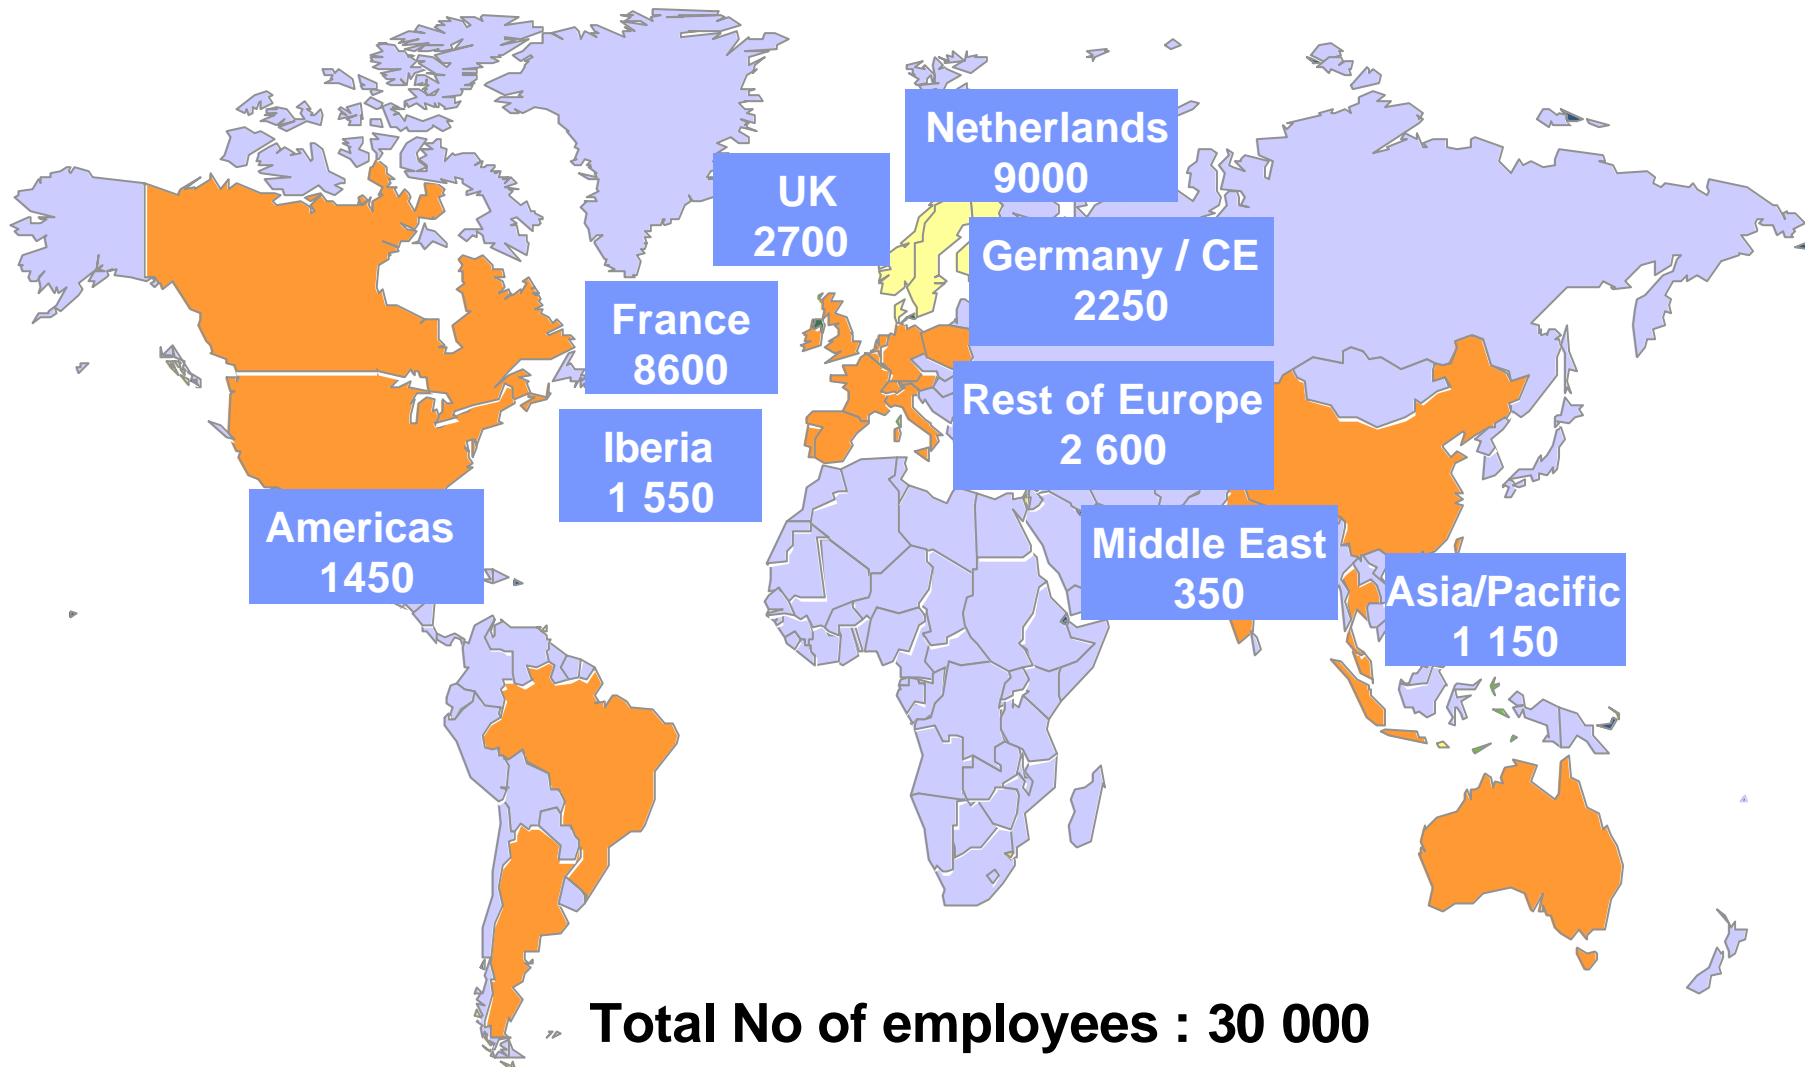 Netherlands
9000
UK
2700
Germany / CE
2250
France
8600
Rest of Europe
2 600
Iberia
1 550
Americas
1450
Middle East
350
Asia/Pacific
1 150
Total No of employees : 30 000